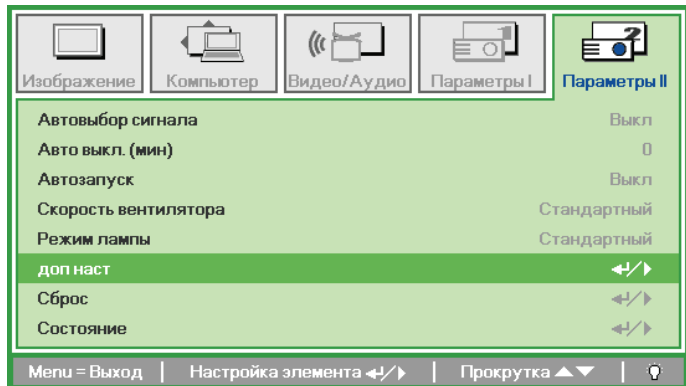 Изображение Компьютер Видео/Аудио Параметры I Параметры II
Автовыбор сигнала Выкл
Авто выкл. (мин) 0
Автозапуск Выкл
Скорость вентилятора Стандартный
Режим лампы Стандартный
доп наст
Сброс
Состояние
Menu = Выход | Настройка элемента | Прокрутка